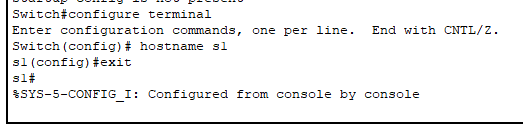 Switch#configure terminal
Enter configuration commands, one per line.  End with CNTL/Z.
Switch(config)# hostname s1
s1(config)#exit
s1#
%SYS-5-CONFIG_I: Configured from console by console